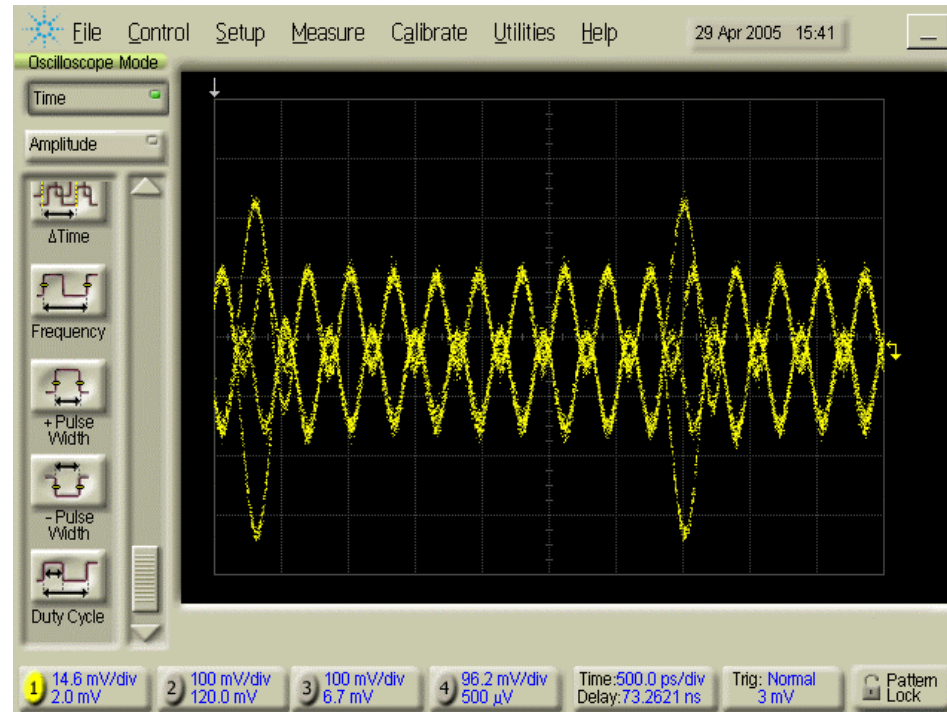 File Control Setup Measure Calibrate Utilities Help 29 Apr 2005 15:41
Oscilloscope Mode
Time
Amplitude
ΔTime
Frequency
+ Pulse
Width
- Pulse
Width
Duty Cycle
1 14.6 mV/div
2.0 mV
2 100 mV/div
120.0 mV
3 100 mV/div
6.7 mV
4 96.2 mV/div
500 µV
Time:500.0 ps/div
Delay:73.2621 ns
Trig: Normal
3 mV
Pattern
Lock